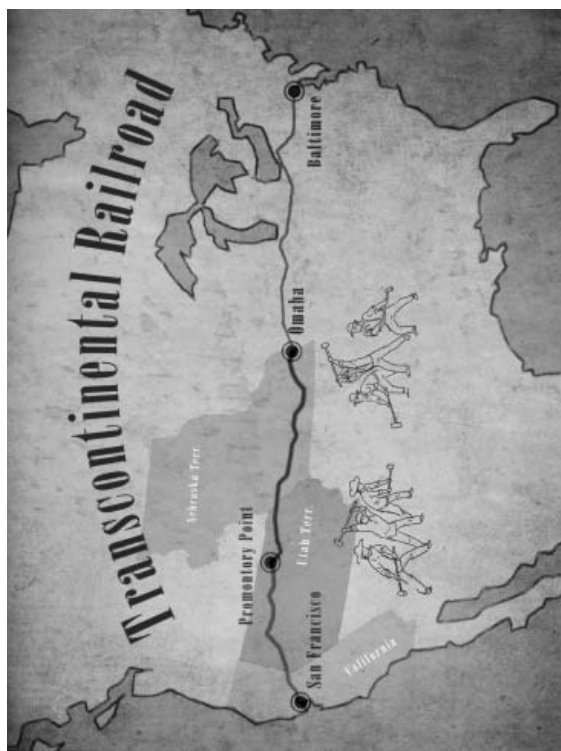 Transcontinental Railroad
Nebraska Terr.
Promontory Point
Omaha
Baltimore
Utah Terr.
San Francisco
California